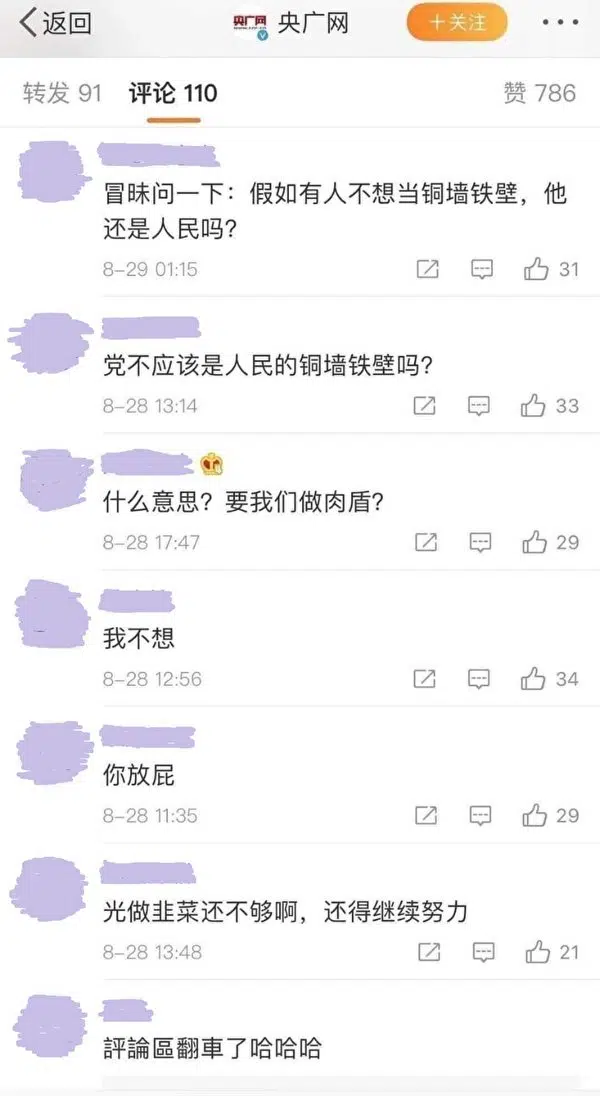 返回
央广网
央广网
+关注
转发 91
评论 110
赞 786
冒昧问一下：假如有人不想当铜墙铁壁，他
还是人民吗？
8-29 01:15
31
党不应该是人民的铜墙铁壁吗？
8-28 13:14
33
什么意思？要我们做肉盾？
8-28 17:47
29
我不想
8-28 12:56
34
你放屁
8-28 11:35
29
光做韭菜还不够啊，还得继续努力
8-28 13:48
21
評論區翻車了哈哈哈